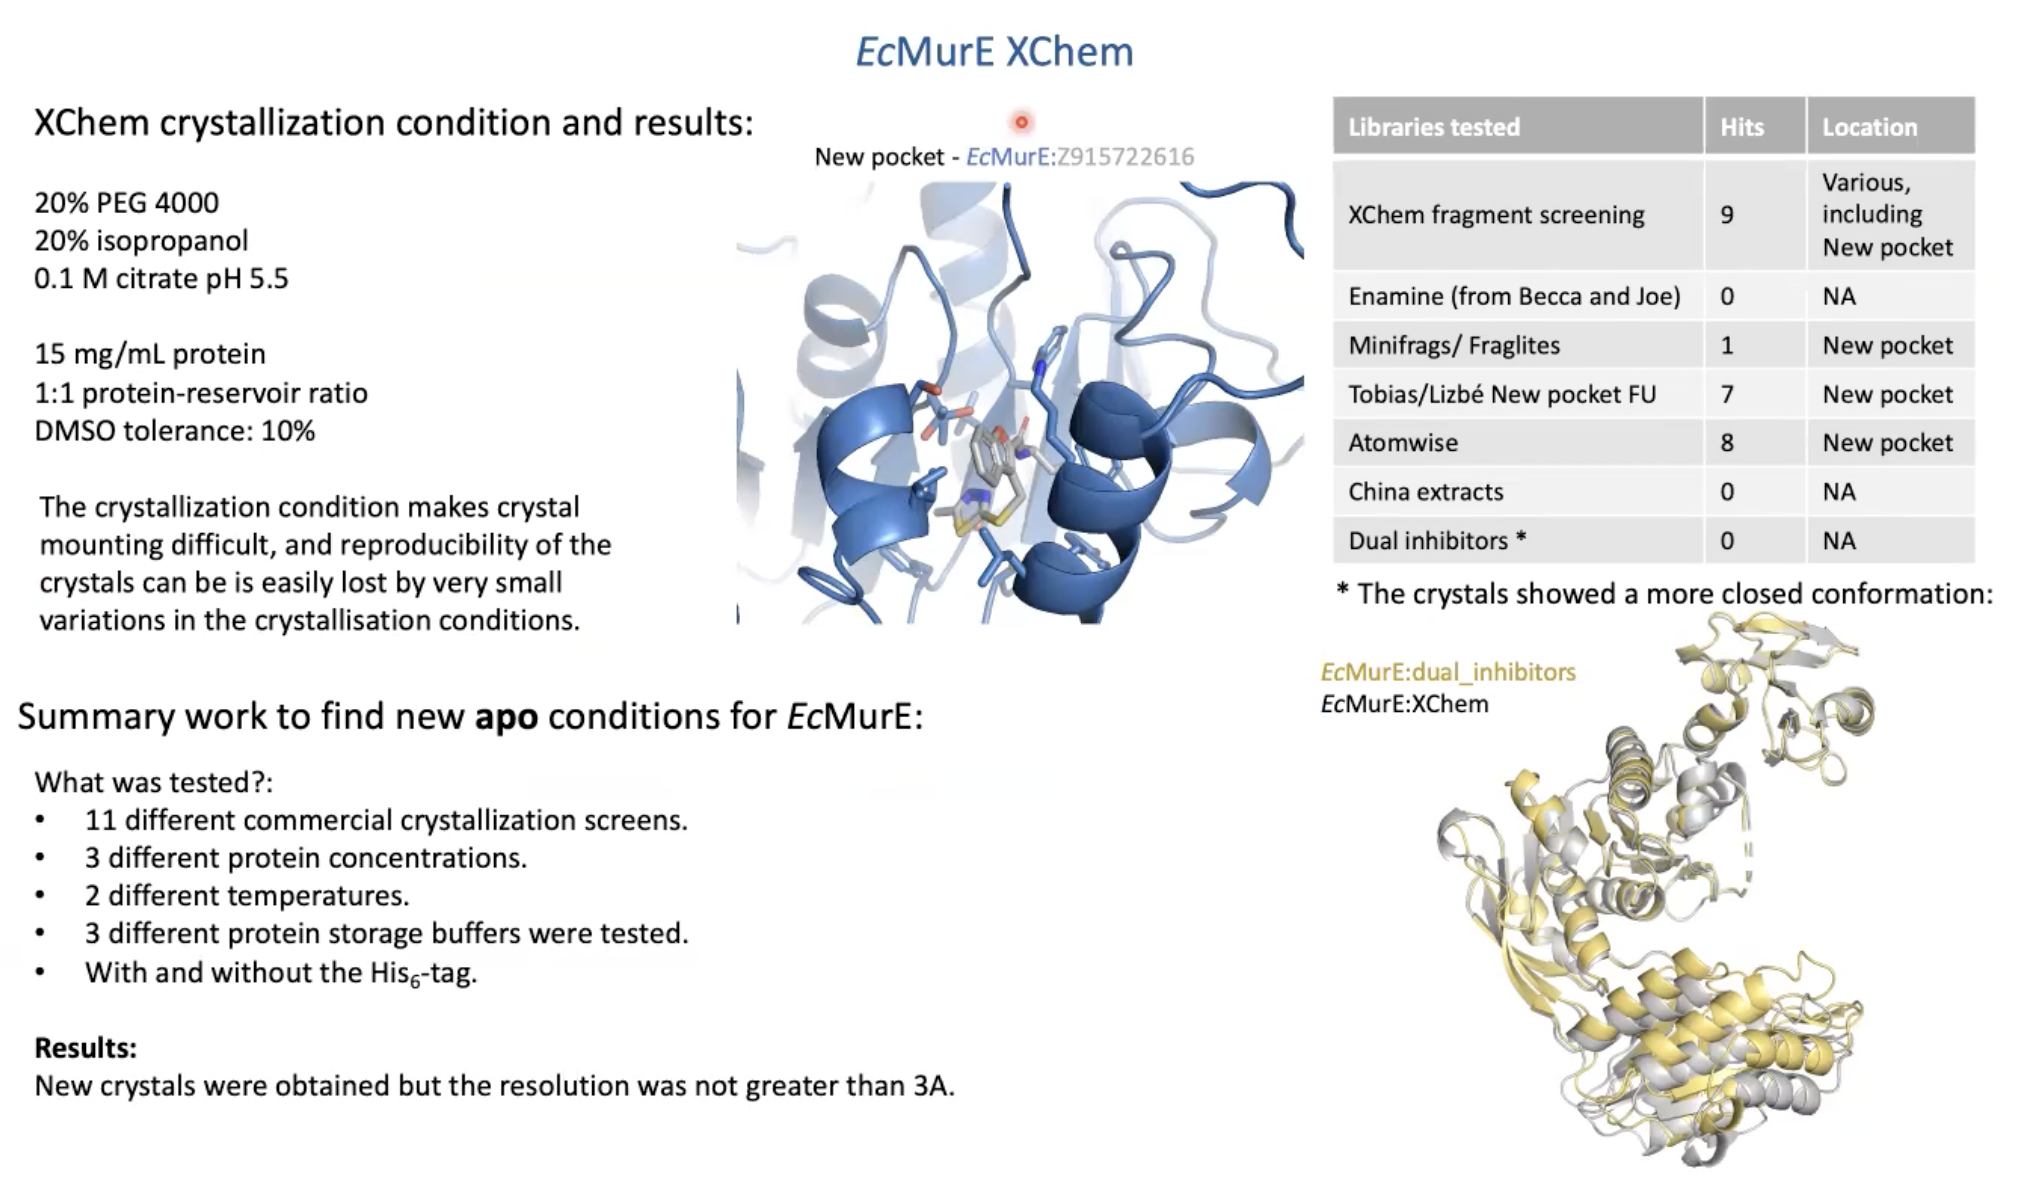 EcMurE XChem
XChem crystallization condition and results:
20% PEG 4000
20% isopropanol
0.1 M citrate pH 5.5
15 mg/mL protein
1:1 protein-reservoir ratio
DMSO tolerance: 10%
The crystallization condition makes crystal
mounting difficult, and reproducibility of the
crystals can be is easily lost by very small
variations in the crystallisation conditions.
New pocket - EcMurE:Z915722616
Libraries tested Hits Location
XChem fragment screening 9 Various, including New pocket
Enamine (from Becca and Joe) 0 NA
Minifrags/ Fraglites 1 New pocket
Tobias/Lizbé New pocket FU 7 New pocket
Atomwise 8 New pocket
China extracts 0 NA
Dual inhibitors * 0 NA
* The crystals showed a more closed conformation:
EcMurE:dual_inhibitors
EcMurE:XChem
Summary work to find new apo conditions for EcMurE:
What was tested?:
• 11 different commercial crystallization screens.
• 3 different protein concentrations.
• 2 different temperatures.
• 3 different protein storage buffers were tested.
• With and without the His6-tag.
Results:
New crystals were obtained but the resolution was not greater than 3A.